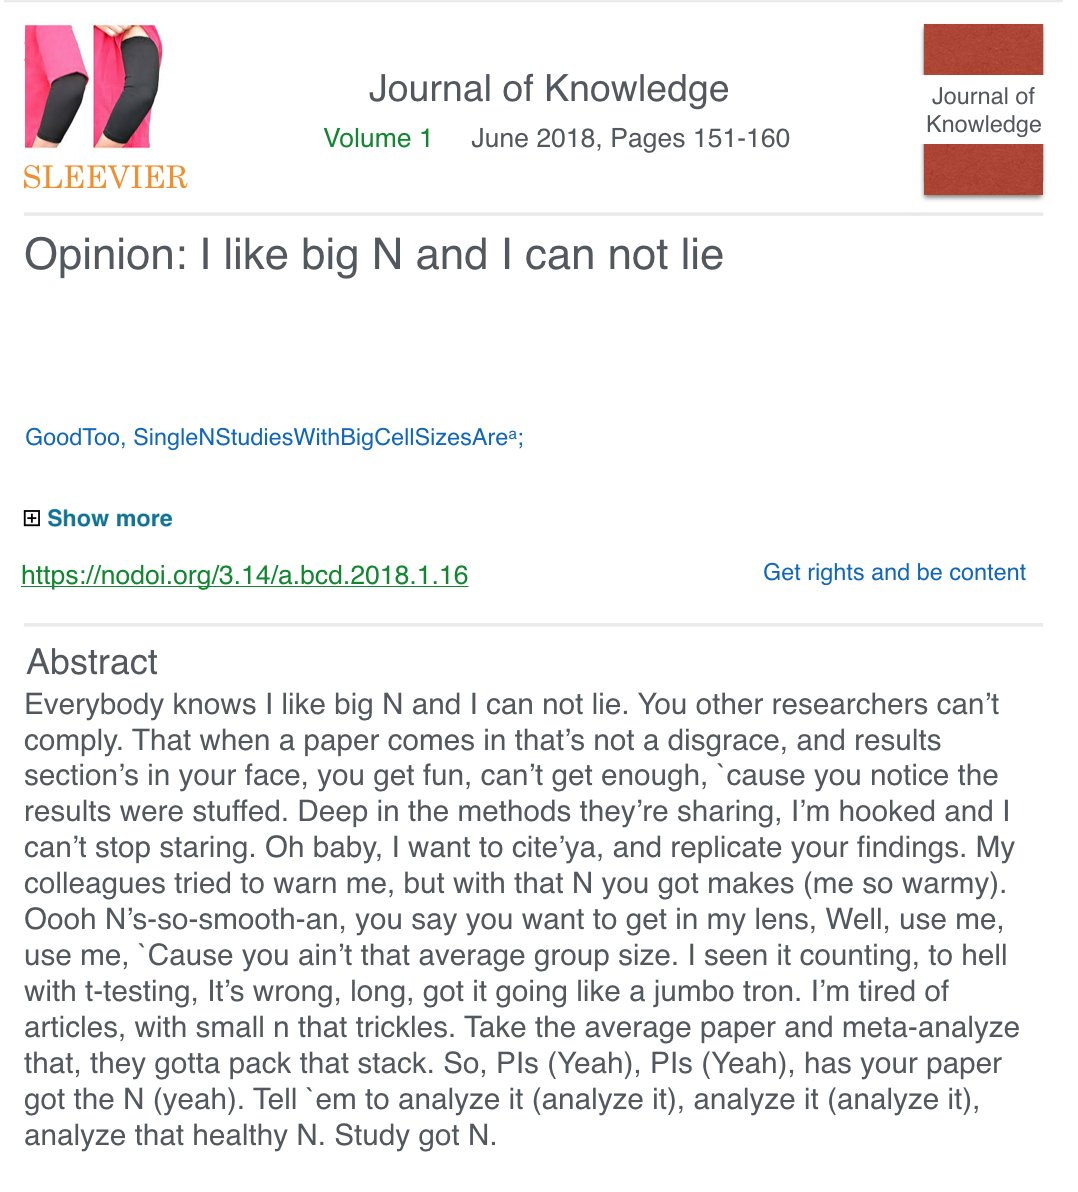 SLEEVIER
Journal of Knowledge
Volume 1 June 2018, Pages 151-160
Journal of
Knowledge
Opinion: I like big N and I can not lie
GoodToo, SingleNStudiesWithBigCellSizesAreᵃ;
Show more
https://nodoi.org/3.14/a.bcd.2018.1.16
Get rights and be content
Abstract
Everybody knows I like big N and I can not lie. You other researchers can’t
comply. That when a paper comes in that’s not a disgrace, and results
section’s in your face, you get fun, can’t get enough, `cause you notice the
results were stuffed. Deep in the methods they’re sharing, I’m hooked and I
can’t stop staring. Oh baby, I want to cite’ya, and replicate your findings. My
colleagues tried to warn me, but with that N you got makes (me so warmy).
Oooh N’s-so-smooth-an, you say you want to get in my lens, Well, use me,
use me, `Cause you ain’t that average group size. I seen it counting, to hell
with t-testing, It’s wrong, long, got it going like a jumbo tron. I’m tired of
articles, with small n that trickles. Take the average paper and meta-analyze
that, they gotta pack that stack. So, PIs (Yeah), PIs (Yeah), has your paper
got the N (yeah). Tell `em to analyze it (analyze it), analyze it (analyze it),
analyze that healthy N. Study got N.